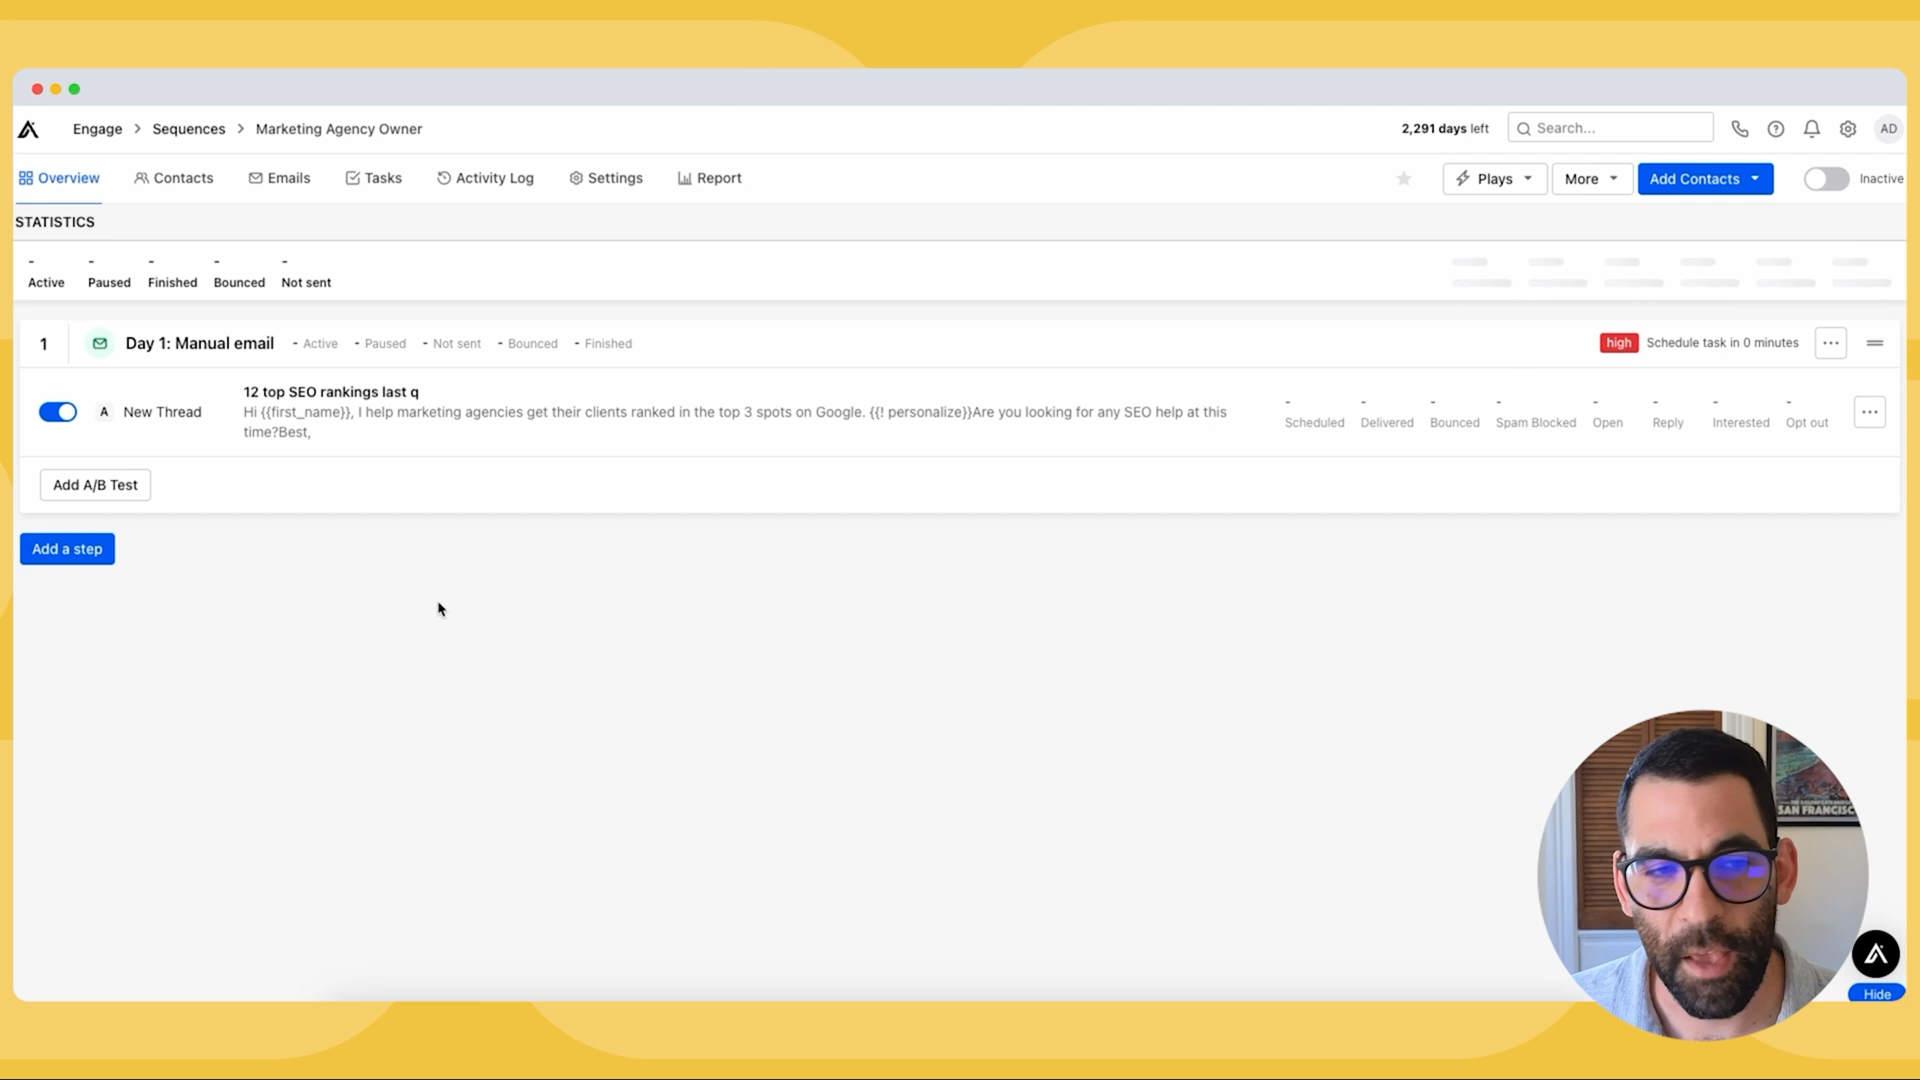 Engage > Sequences > Marketing Agency Owner
2,291 days left
Search...
AD
Overview
Contacts
Emails
Tasks
Activity Log
Settings
Report
Plays
More
Add Contacts
Inactive
STATISTICS
- - - - -
Active Paused Finished Bounced Not sent
1
Day 1: Manual email
- Active - Paused - Not sent - Bounced - Finished
high
Schedule task in 0 minutes
...
A
New Thread
12 top SEO rankings last q
Hi {{first_name}}, I help marketing agencies get their clients ranked in the top 3 spots on Google. {{! personalize}}Are you looking for any SEO help at this
time?Best,
- - - - - - - -
Scheduled Delivered Bounced Spam Blocked Open Reply Interested Opt out
...
Add A/B Test
Add a step
SAN FRANCISC
Hide